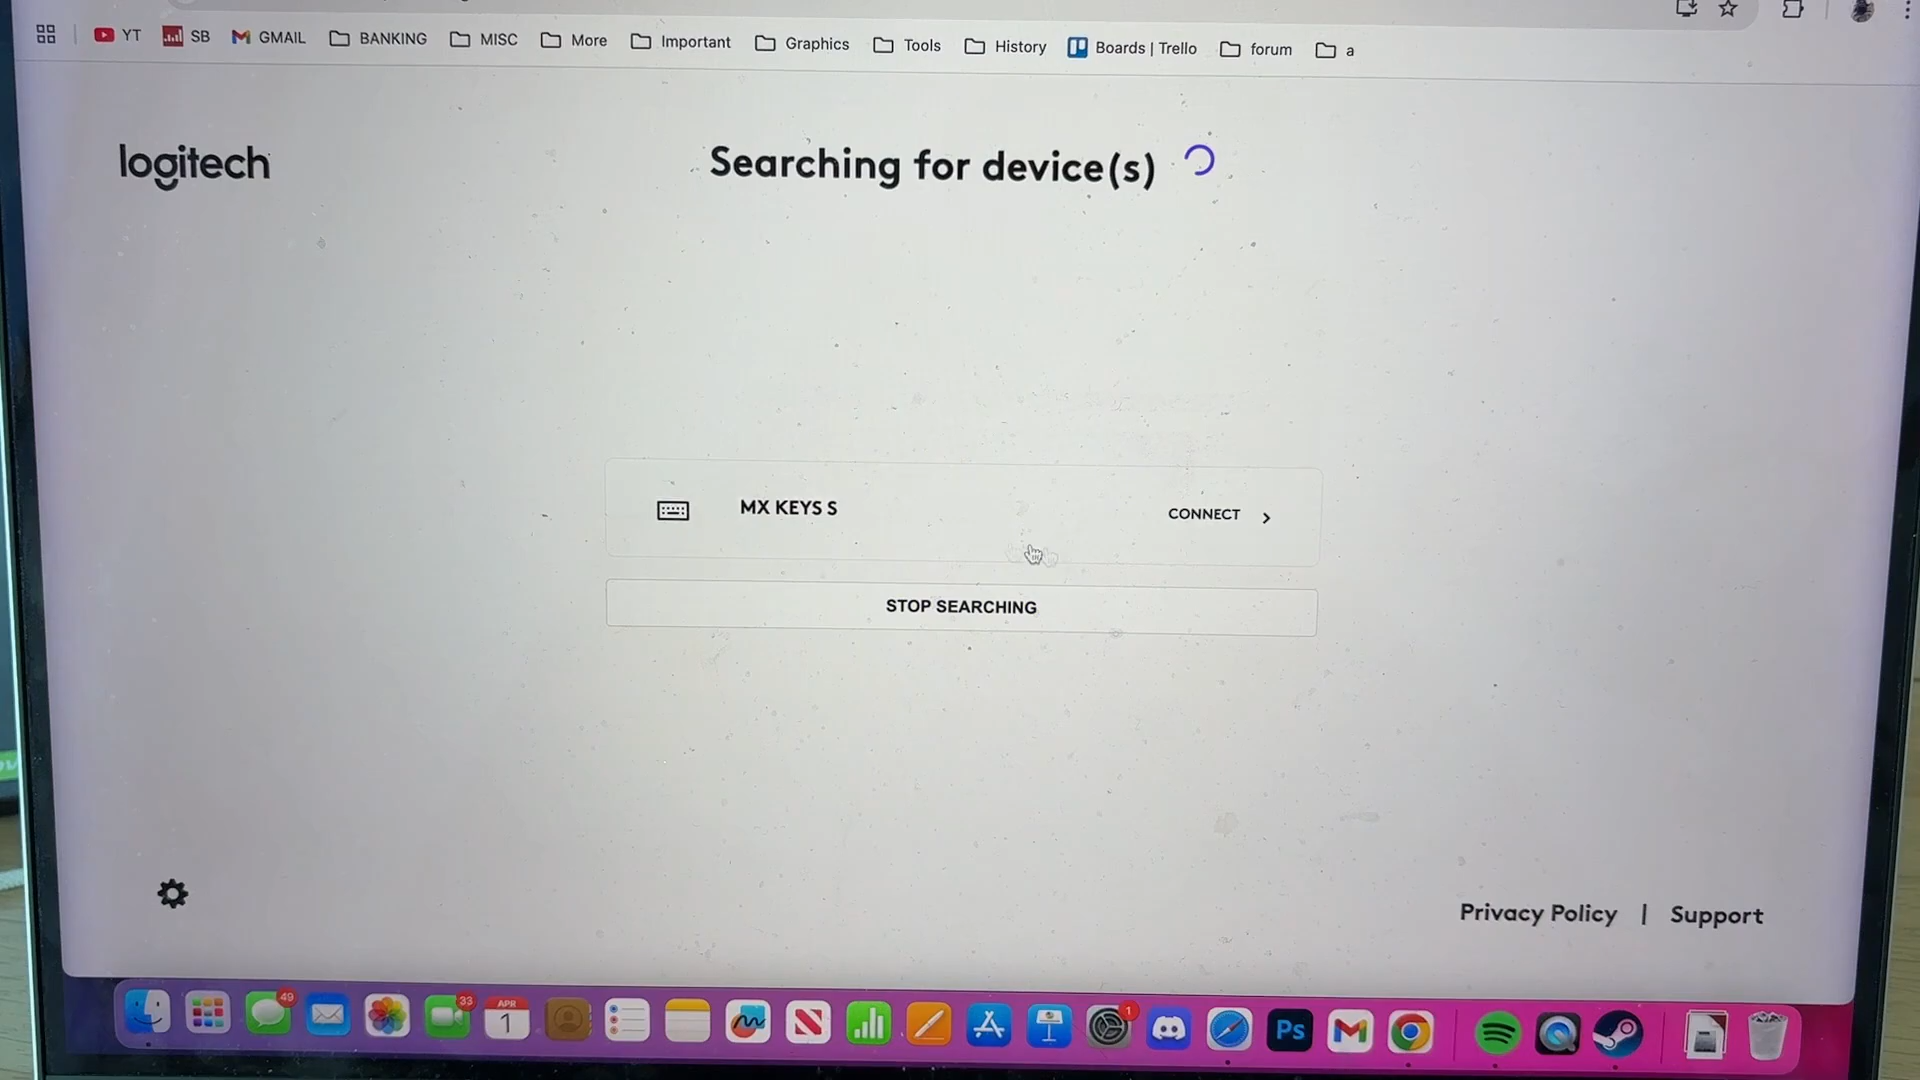 YT SB GMAIL BANKING MISC More Important Graphics Tools History Boards | Trello forum a
logitech
Searching for device(s)
MX KEYS S
CONNECT
STOP SEARCHING
Privacy Policy | Support
49
33
APR
1
1
Ps